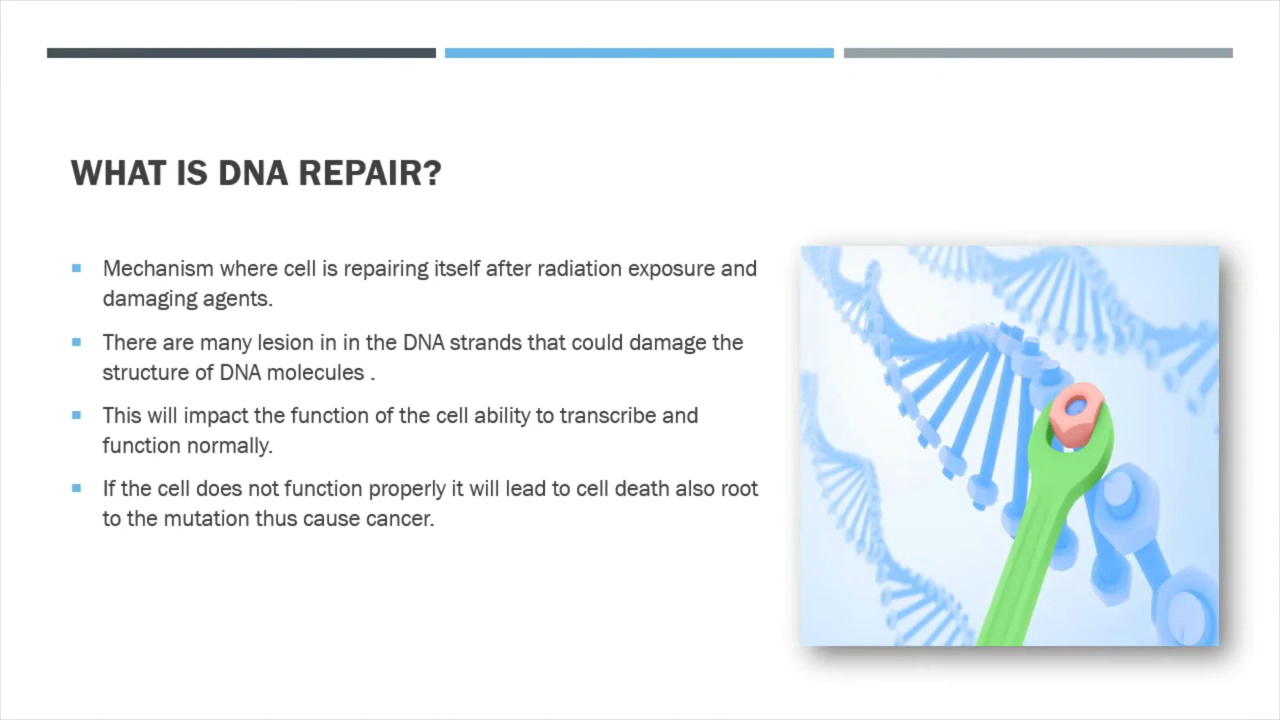 WHAT IS DNA REPAIR?
Mechanism where cell is repairing itself after radiation exposure and
damaging agents.
There are many lesion in in the DNA strands that could damage the
structure of DNA molecules .
This will impact the function of the cell ability to transcribe and
function normally.
If the cell does not function properly it will lead to cell death also root
to the mutation thus cause cancer.